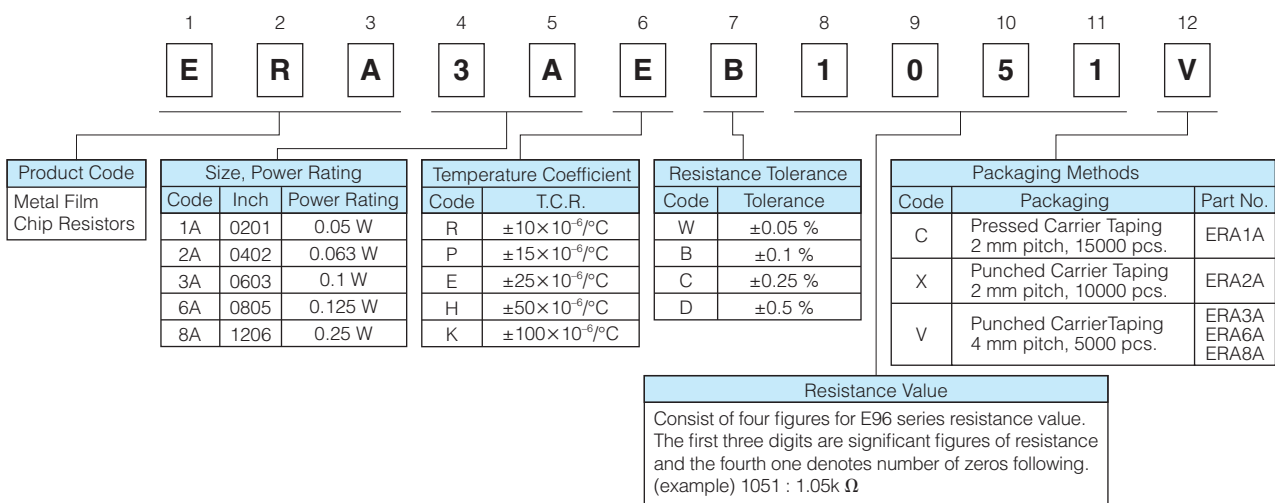 1 2 3 4 5 6 7 8 9 10 11 12
E R A 3 A E B 1 0 5 1 V
Product Code
Metal Film
Chip Resistors
Size, Power Rating
Code Inch Power Rating
1A 0201 0.05 W
2A 0402 0.063 W
3A 0603 0.1 W
6A 0805 0.125 W
8A 1206 0.25 W
Temperature Coefficient
Code T.C.R.
R ±10×10⁻⁶/°C
P ±15×10⁻⁶/°C
E ±25×10⁻⁶/°C
H ±50×10⁻⁶/°C
K ±100×10⁻⁶/°C
Resistance Tolerance
Code Tolerance
W ±0.05 %
B ±0.1 %
C ±0.25 %
D ±0.5 %
Packaging Methods
Code Packaging Part No.
C Pressed Carrier Taping
2 mm pitch, 15000 pcs. ERA1A
X Punched Carrier Taping
2 mm pitch, 10000 pcs. ERA2A
V Punched CarrierTaping
4 mm pitch, 5000 pcs. ERA3A
ERA6A
ERA8A
Resistance Value
Consist of four figures for E96 series resistance value.
The first three digits are significant figures of resistance
and the fourth one denotes number of zeros following.
(example) 1051 : 1.05k Ω